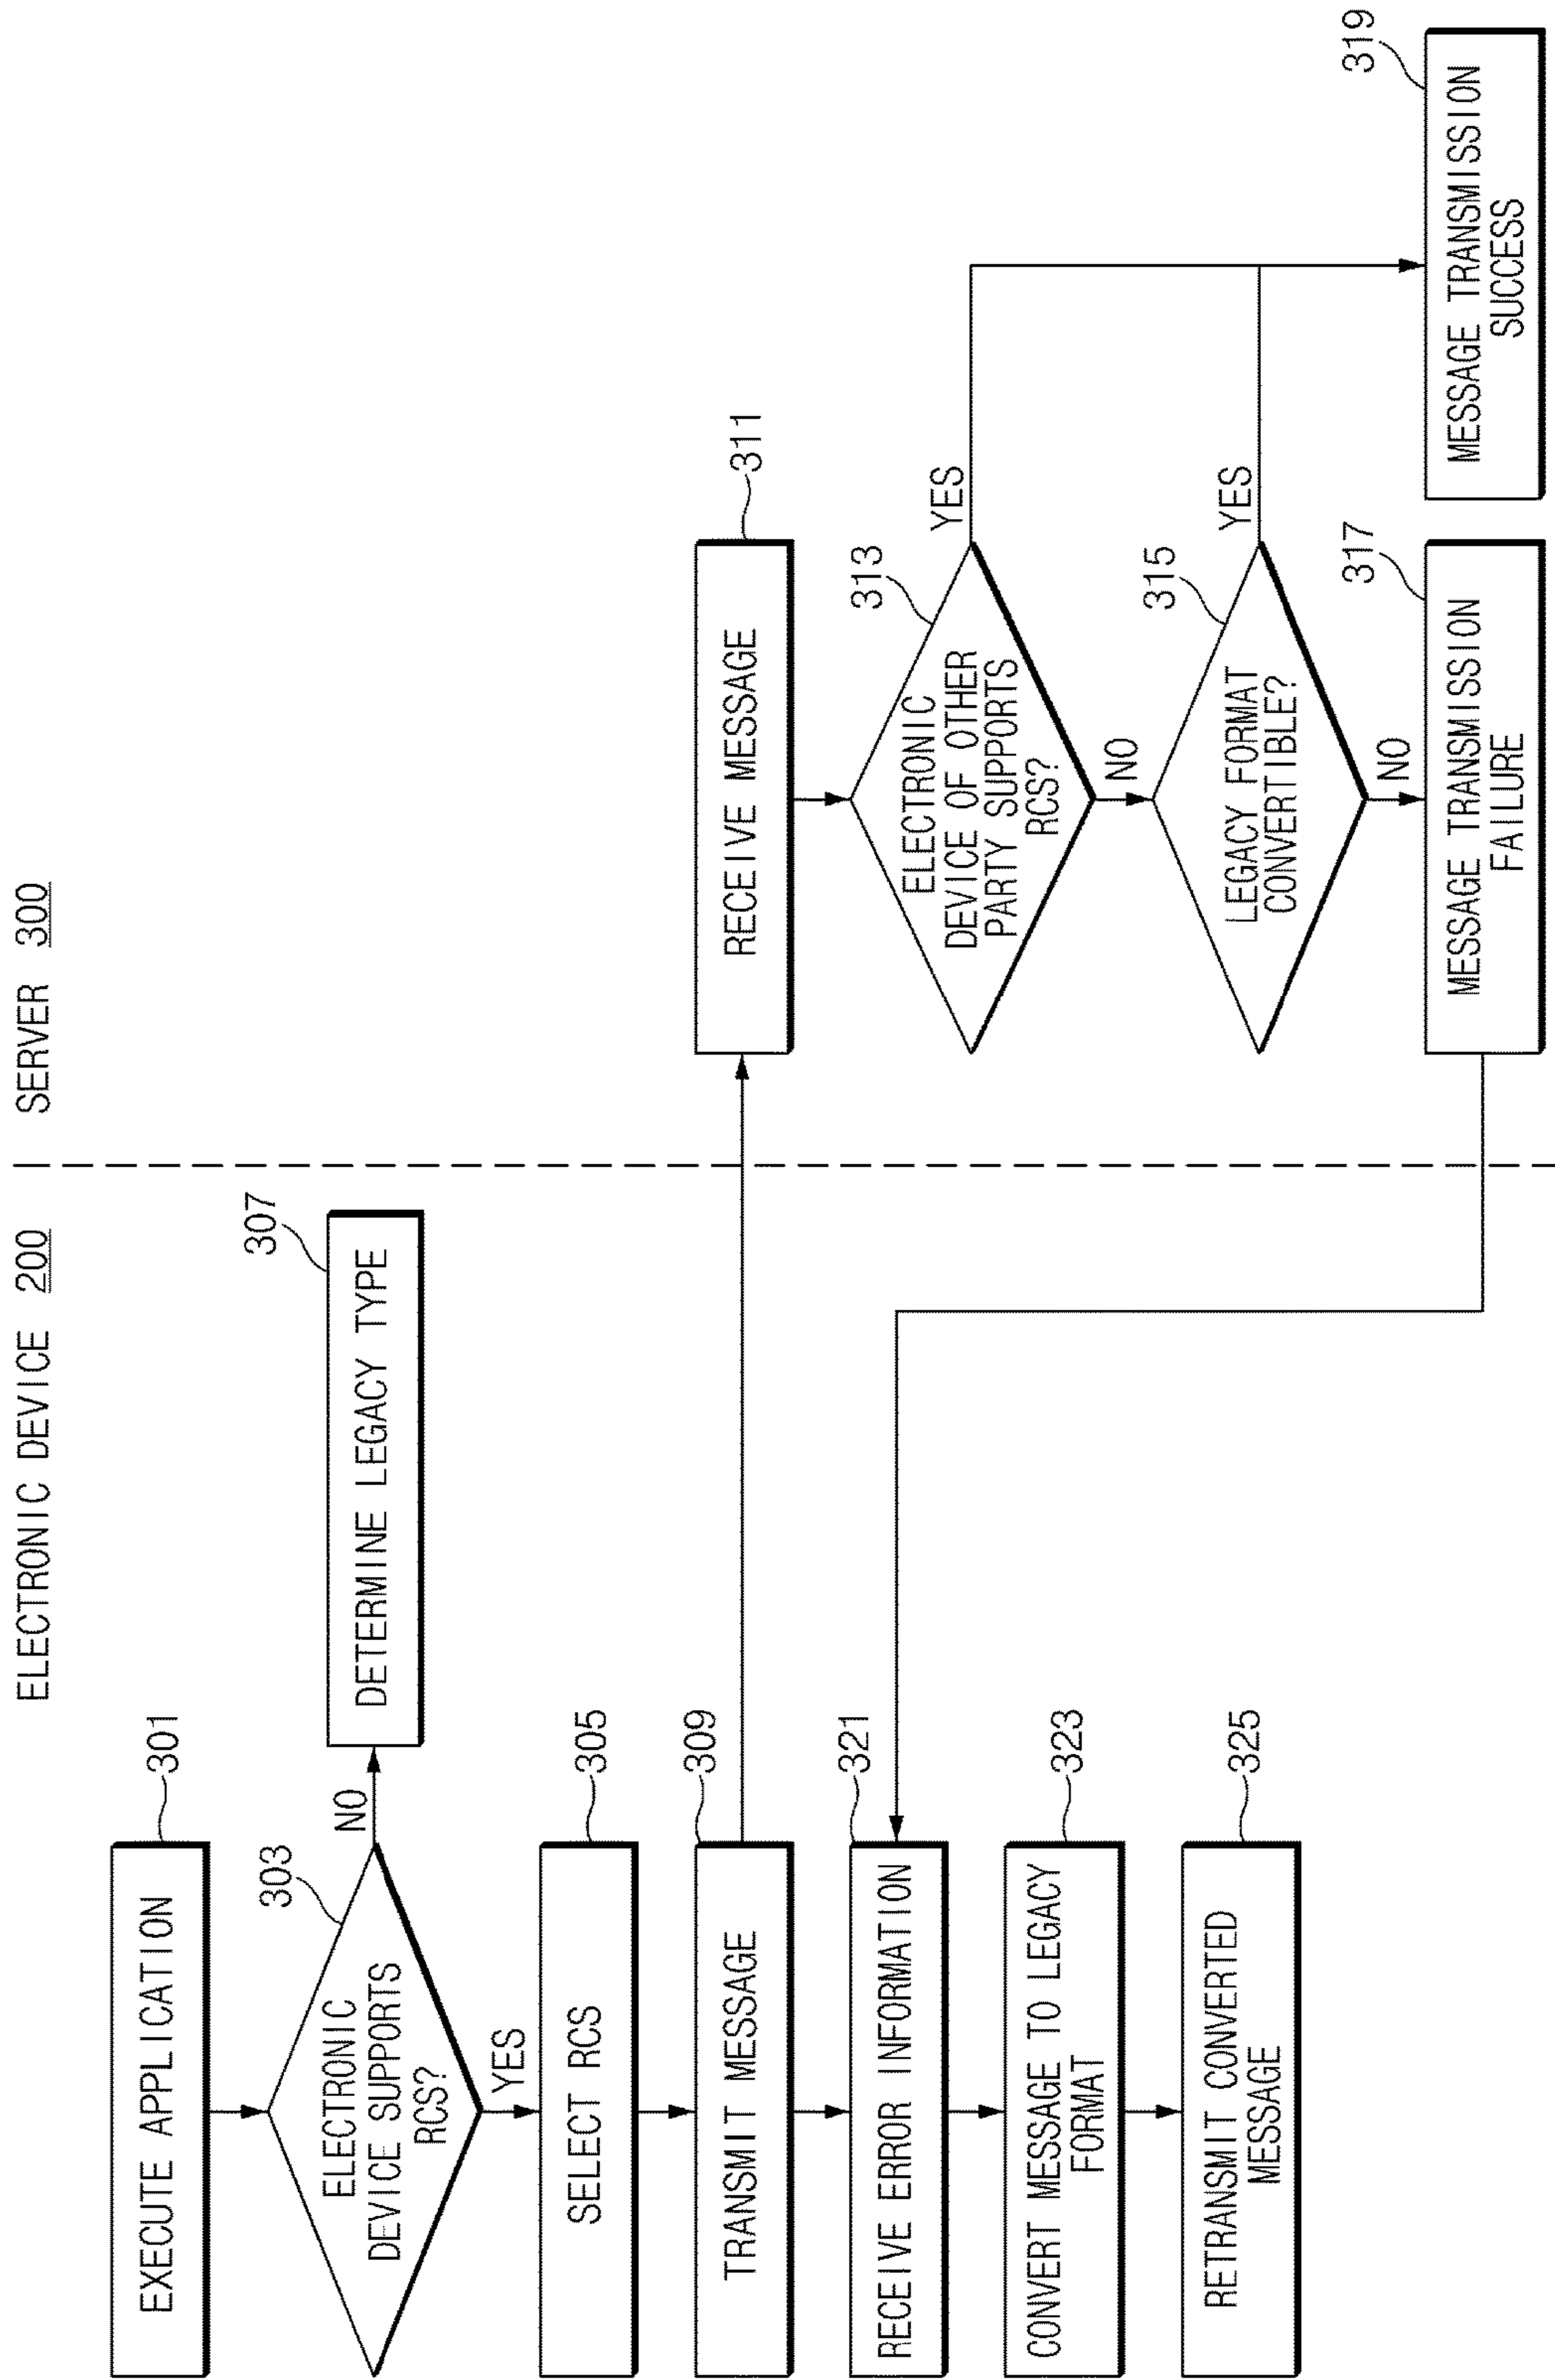 ELECTRONIC DEVICE 200
SERVER 300
EXECUTE APPLICATION
301
ELECTRONIC
DEVICE SUPPORTS
RCS?
303
NO
DETERMINE LEGACY TYPE
307
YES
SELECT RCS
305
TRANSMIT MESSAGE
309
RECEIVE MESSAGE
311
ELECTRONIC
DEVICE OF OTHER
PARTY SUPPORTS
RCS?
313
YES
NO
LEGACY FORMAT
CONVERTIBLE?
315
YES
NO
MESSAGE TRANSMISSION
FAILURE
317
MESSAGE TRANSMISSION
SUCCESS
319
RECEIVE ERROR INFORMATION
321
CONVERT MESSAGE TO LEGACY
FORMAT
323
RETRANSMIT CONVERTED
MESSAGE
325